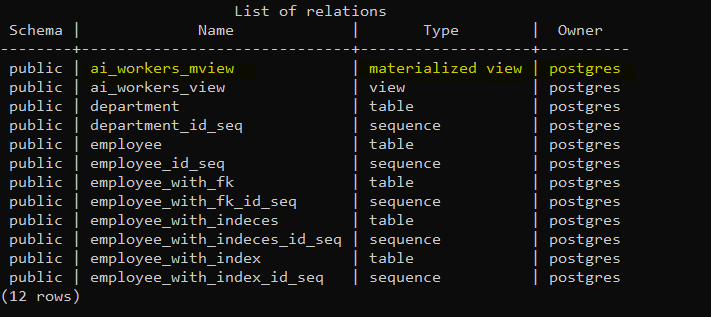 List of relations
 Schema |              Name               |       Type        |  Owner
--------+---------------------------------+-------------------+----------
 public | ai_workers_mview                | materialized view | postgres
 public | ai_workers_view                 | view              | postgres
 public | department                      | table             | postgres
 public | department_id_seq               | sequence          | postgres
 public | employee                        | table             | postgres
 public | employee_id_seq                 | sequence          | postgres
 public | employee_with_fk                | table             | postgres
 public | employee_with_fk_id_seq         | sequence          | postgres
 public | employee_with_indeces           | table             | postgres
 public | employee_with_indeces_id_seq    | sequence          | postgres
 public | employee_with_index             | table             | postgres
 public | employee_with_index_id_seq      | sequence          | postgres
(12 rows)